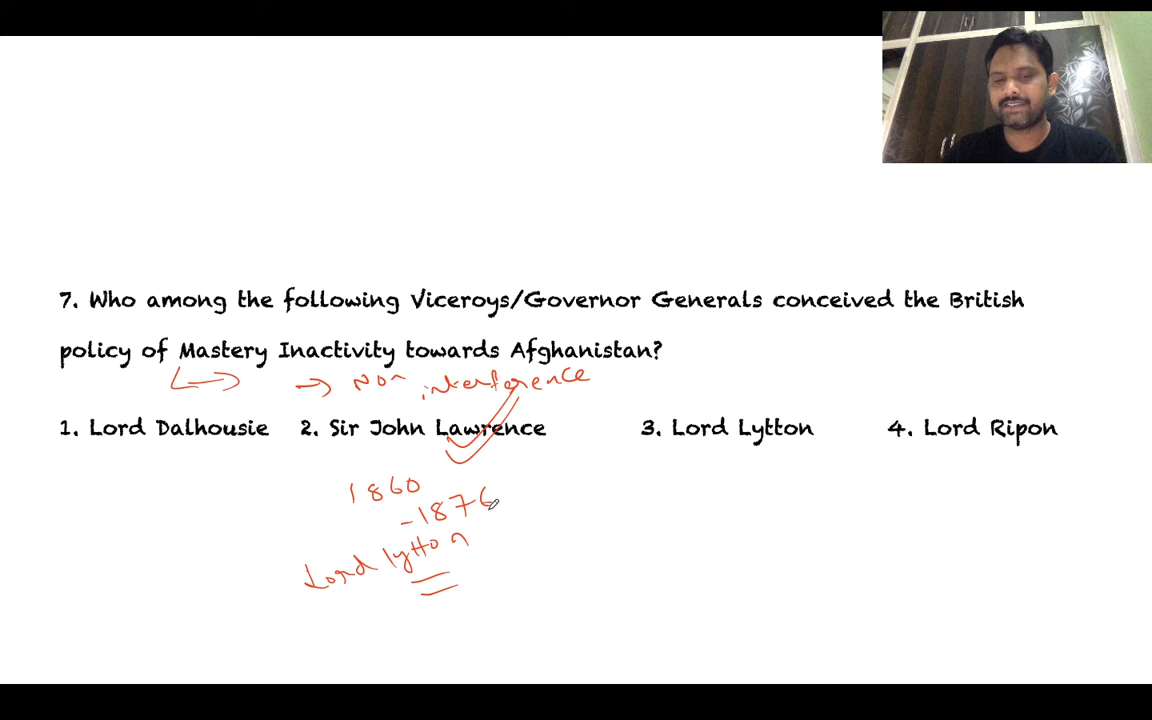 7. Who among the following Viceroys/Governor Generals conceived the British
policy of Mastery Inactivity towards Afghanistan?
→ Non interference
1. Lord Dalhousie 2. Sir John Lawrence 3. Lord Lytton 4. Lord Ripon
1860
-1876
Lord lytton